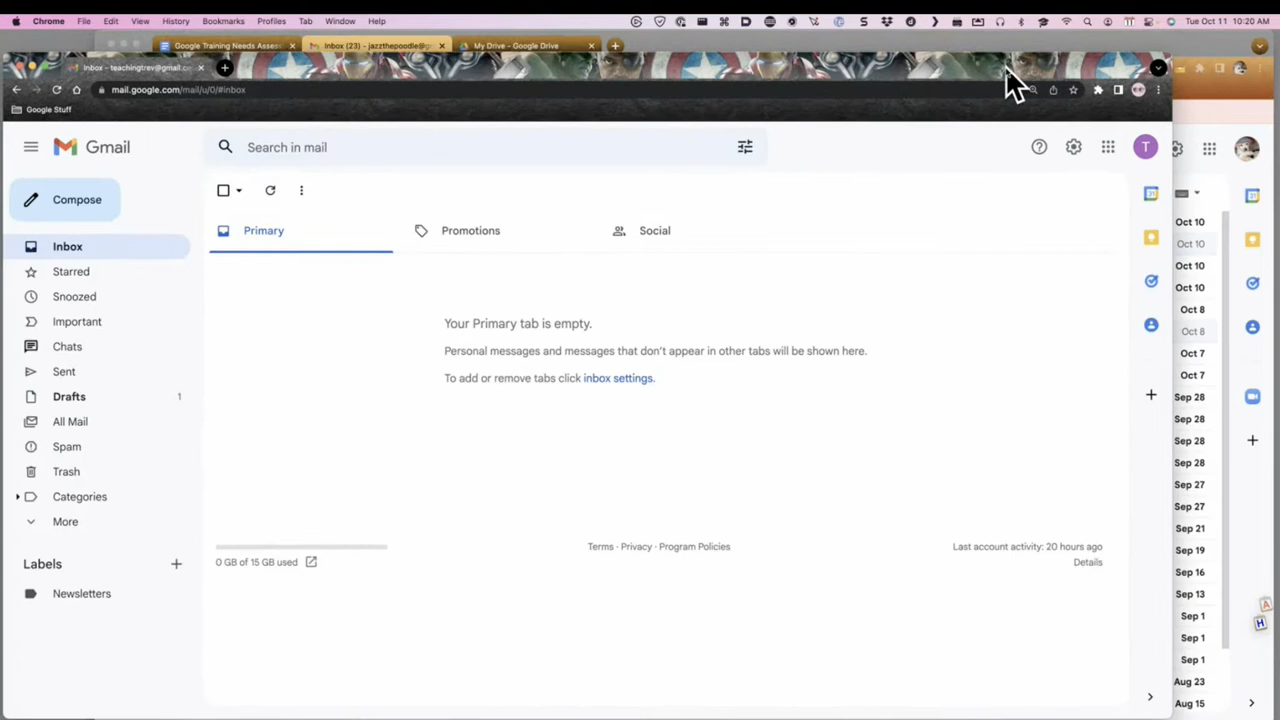 Chrome File Edit View History Bookmarks Profiles Tab Window Help Tue Oct 11 10:20 AM
Google Training Needs Asses Inbox (23) - jazzthepoodle@g My Drive - Google Drive
Inbox - teachingtrev@gmail.co
mail.google.com/mail/u/0/#inbox
Google Stuff
Gmail
Search in mail
T
Compose
Primary
Promotions
Social
Inbox
Starred
Snoozed
Important
Chats
Sent
Drafts 1
All Mail
Spam
Trash
Categories
More
Labels
Newsletters
Your Primary tab is empty.
Personal messages and messages that don't appear in other tabs will be shown here.
To add or remove tabs click inbox settings.
0 GB of 15 GB used
Terms · Privacy · Program Policies
Last account activity: 20 hours ago
Details
Oct 10
Oct 10
Oct 10
Oct 10
Oct 8
Oct 8
Oct 7
Oct 7
Sep 28
Sep 28
Sep 28
Sep 28
Sep 27
Sep 27
Sep 21
Sep 19
Sep 16
Sep 13
Sep 1
Sep 1
Sep 1
Aug 23
Aug 15
A
H